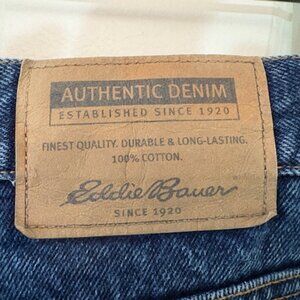 AUTHENTIC DENIM
ESTABLISHED SINCE 1920
FINEST QUALITY. DURABLE & LONG-LASTING.
100% COTTON.
Eddie Bauer
SINCE 1920